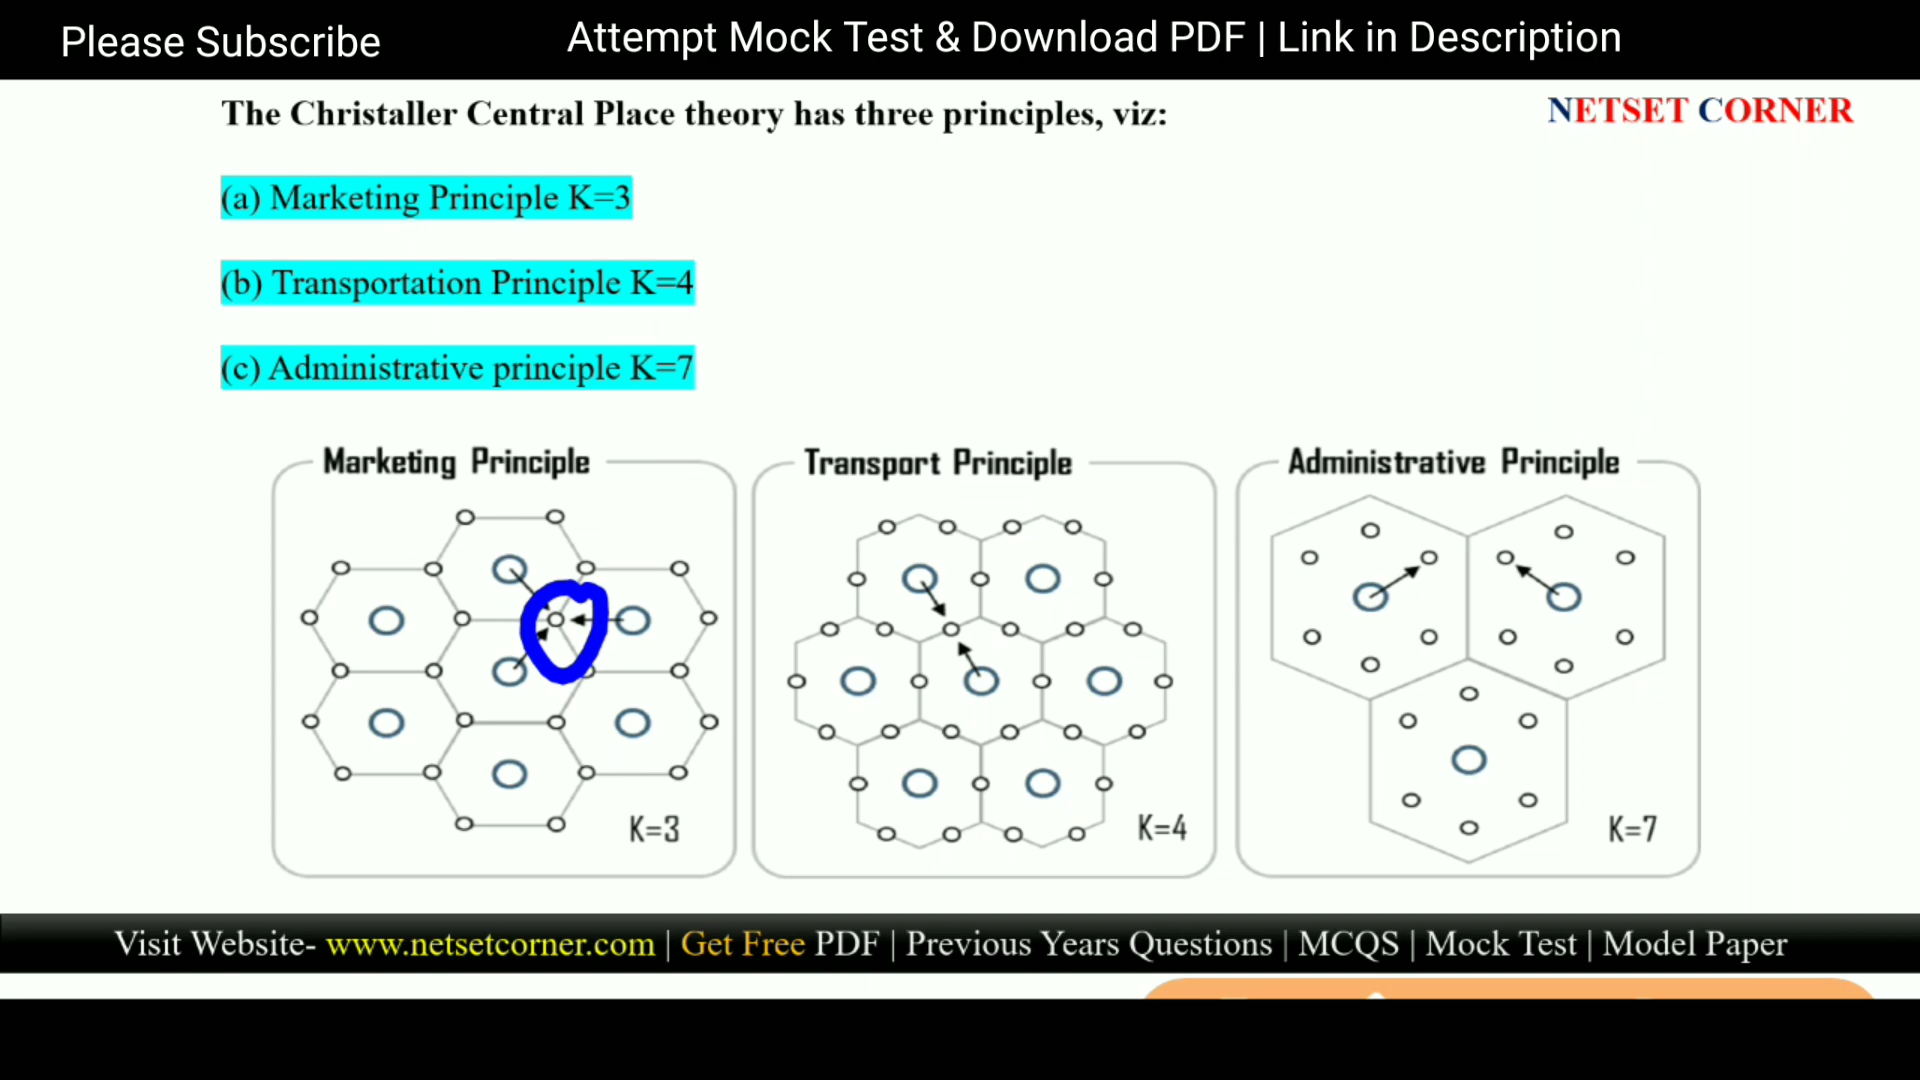 Please Subscribe
Attempt Mock Test & Download PDF | Link in Description
The Christaller Central Place theory has three principles, viz:
NETSET CORNER
(a) Marketing Principle K=3
(b) Transportation Principle K=4
(c) Administrative principle K=7
Marketing Principle
Transport Principle
Administrative Principle
K=3
K=4
K=7
Visit Website- www.netsetcorner.com | Get Free PDF | Previous Years Questions | MCQS | Mock Test | Model Paper